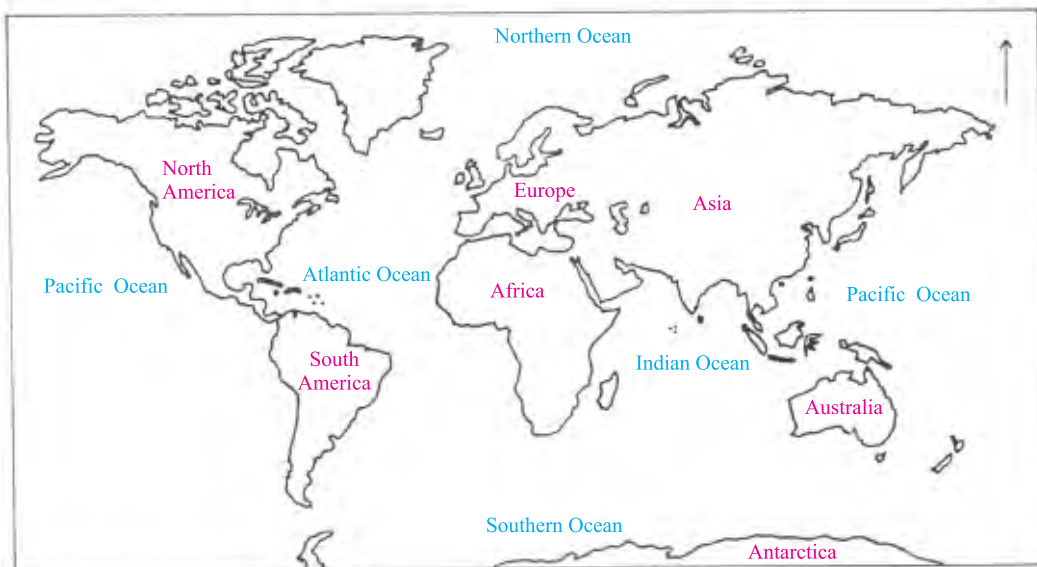 Northern Ocean
North
America
Europe
Asia
Atlantic Ocean
Pacific Ocean
Africa
Pacific Ocean
South
America
Indian Ocean
Australia
Southern Ocean
Antarctica